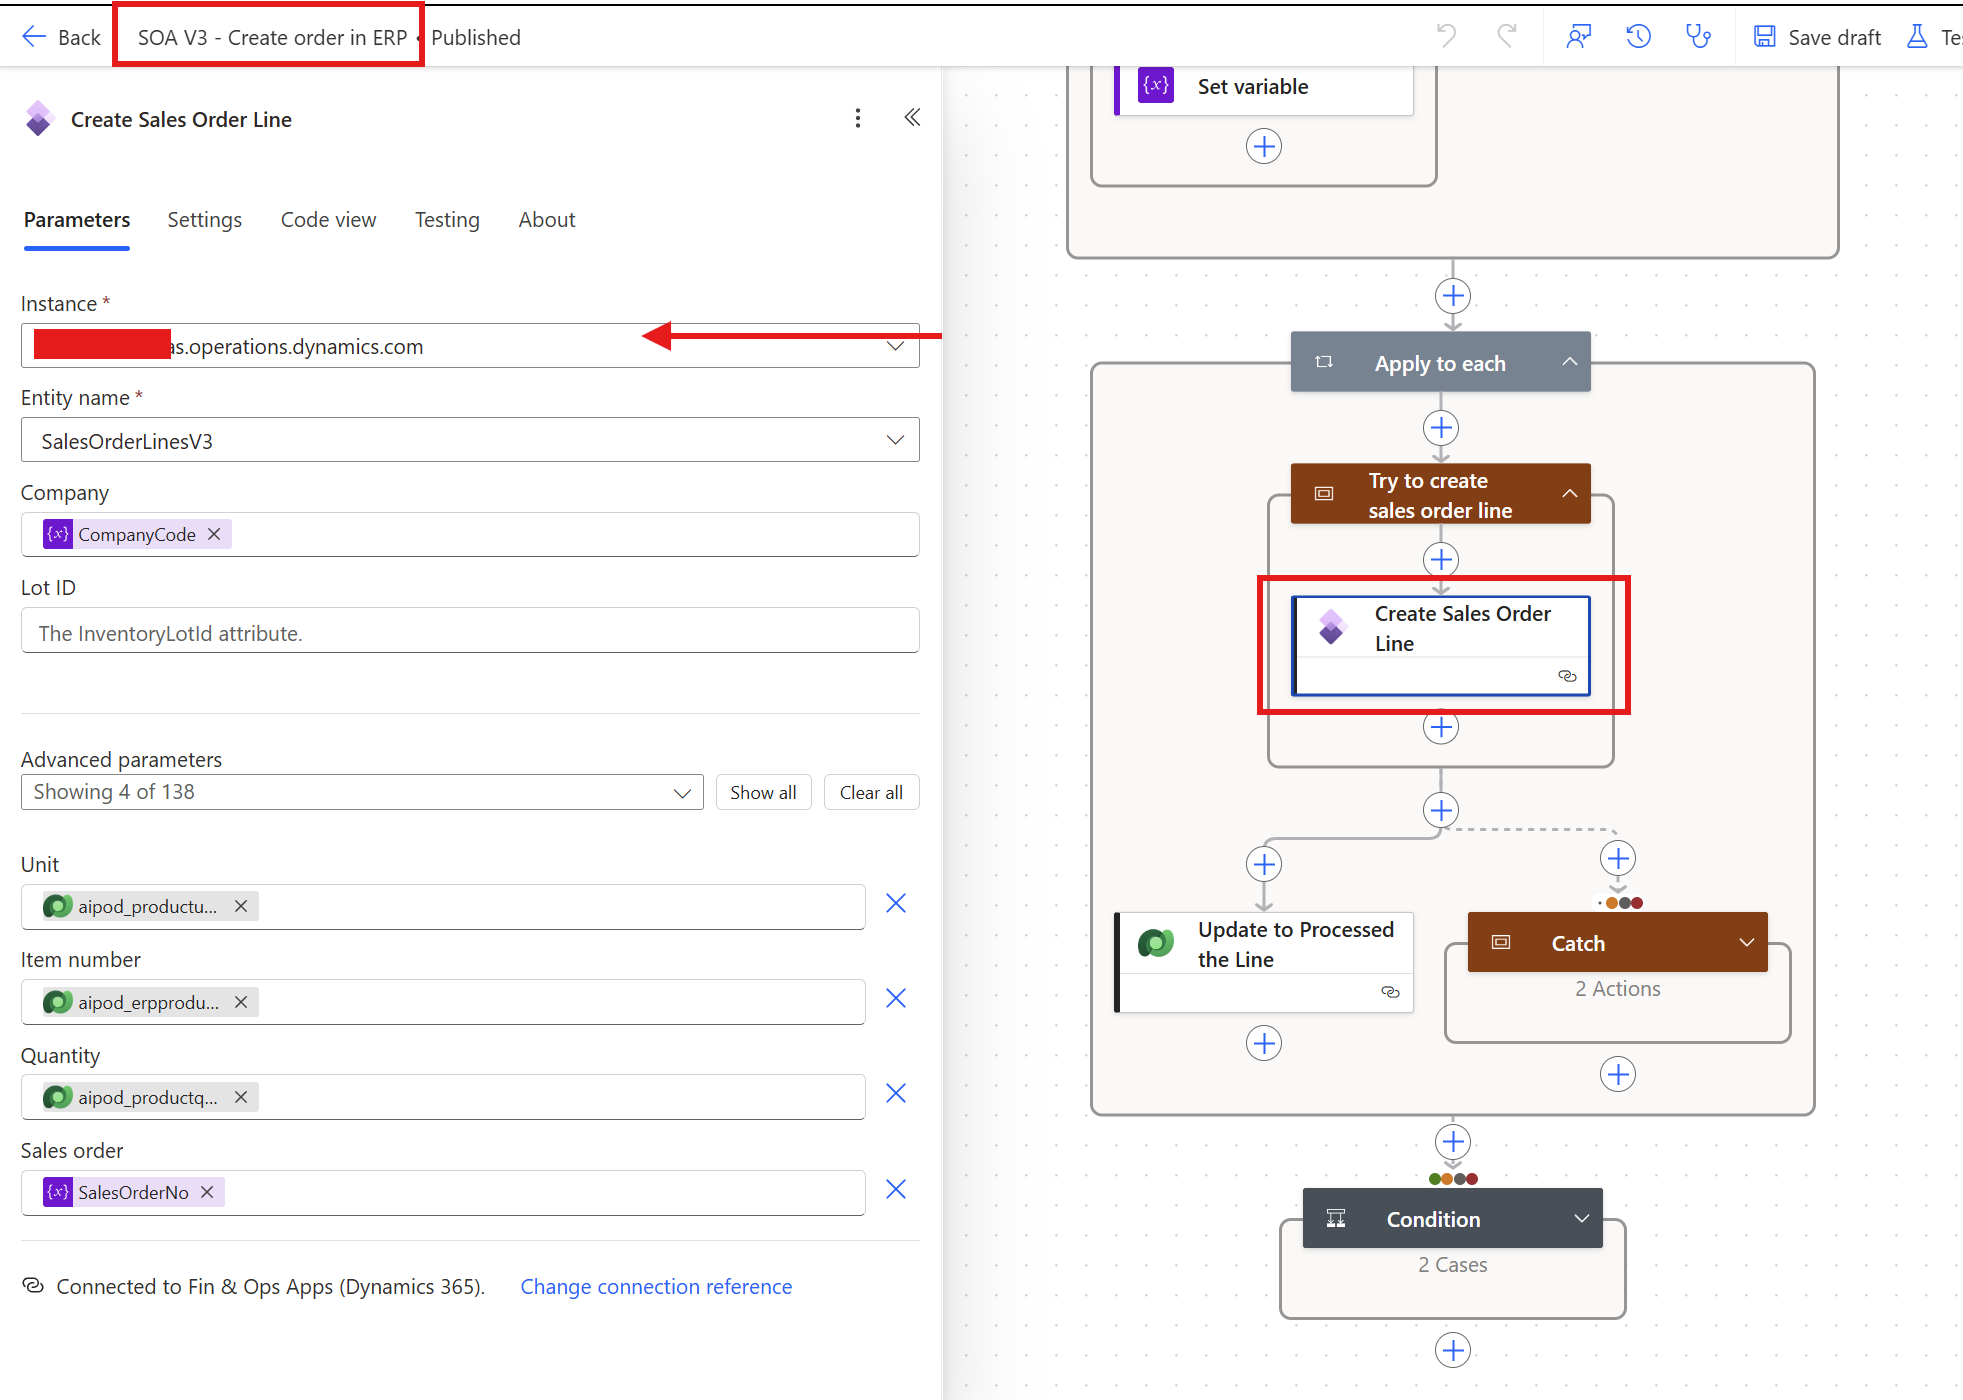 Back
SOA V3 - Create order in ERP • Published
Save draft
Create Sales Order Line
Parameters
Settings
Code view
Testing
About
Instance *
as.operations.dynamics.com
Entity name *
SalesOrderLinesV3
Company
{x} CompanyCode
Lot ID
The InventoryLotId attribute.
Advanced parameters
Showing 4 of 138
Show all
Clear all
Unit
aipod_productu...
Item number
aipod_erpprodu...
Quantity
aipod_productq...
Sales order
{x} SalesOrderNo
Connected to Fin & Ops Apps (Dynamics 365).
Change connection reference
{x} Set variable
Apply to each
Try to create
sales order line
Create Sales Order
Line
Update to Processed
the Line
Catch
2 Actions
Condition
2 Cases